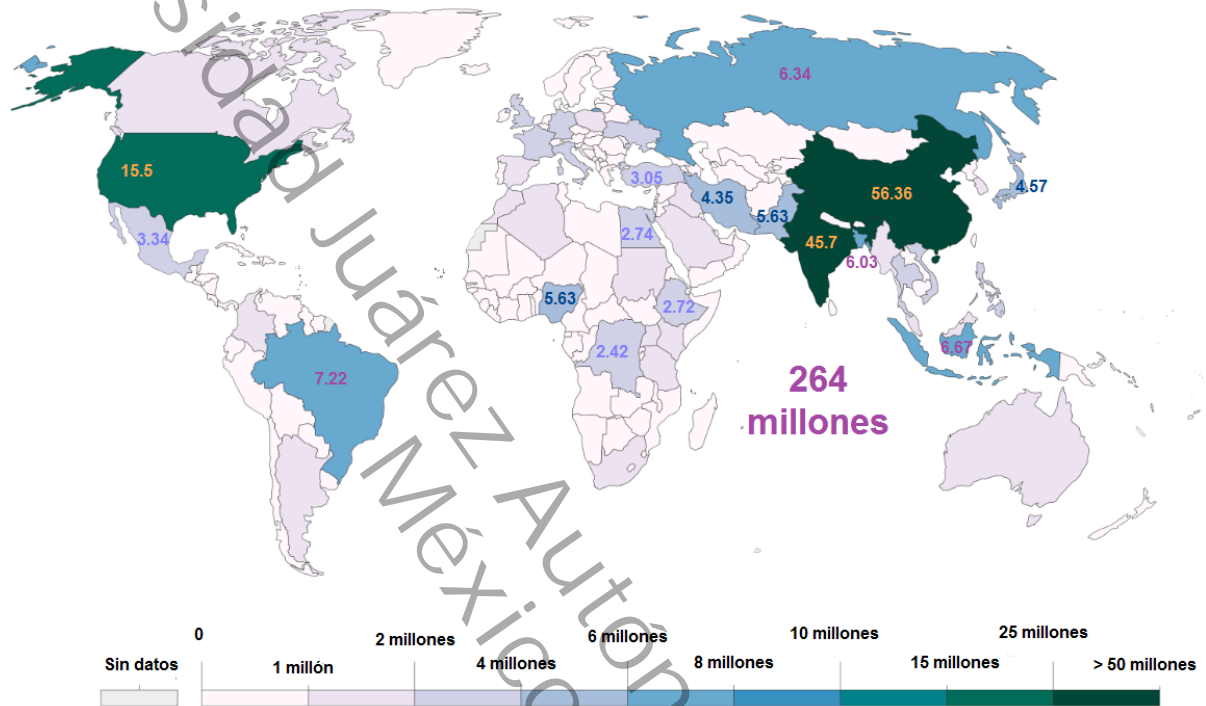 6.34
15.5
56.36
4.57
3.05
4.35
5.63
3.34
2.74
45.7
6.03
5.63
2.72
2.42
6.67
7.22
264
millones
sidad Juárez Autón
México
0
2 millones
6 millones
10 millones
25 millones
Sin datos
1 millón
4 millones
8 millones
15 millones
> 50 millones